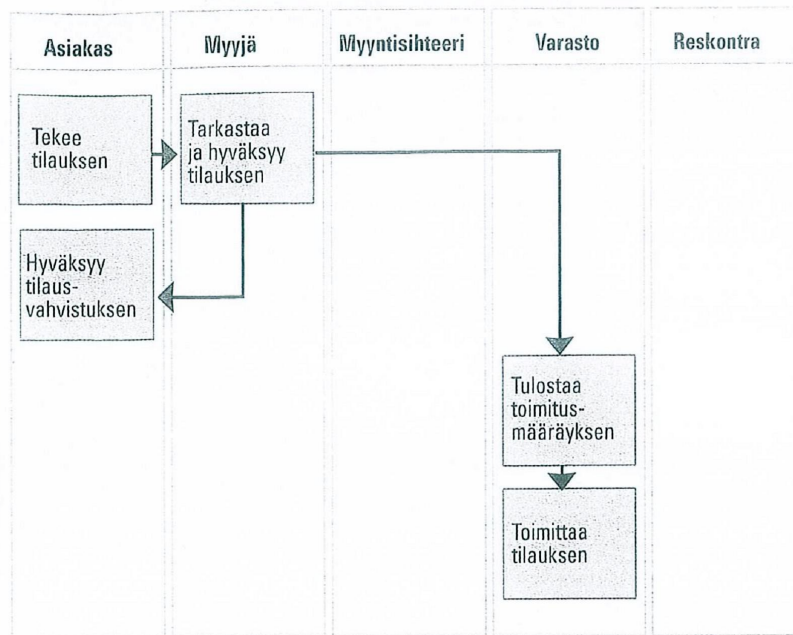 Asiakas
Myyjä
Myyntisihteeri
Varasto
Reskontra
Tekee
tilauksen
Tarkastaa
ja hyväksyy
tilauksen
Hyväksyy
tilaus-
vahvistuksen
Tulostaa
toimitus-
määräyksen
Toimittaa
tilauksen